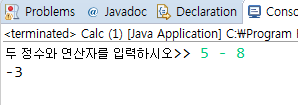 Problems @ Javadoc Declaration Conso
<terminated> Calc (1) [Java Application] C:\Program
두 정수와 연산자를 입력하시오>> 5 - 8
-3